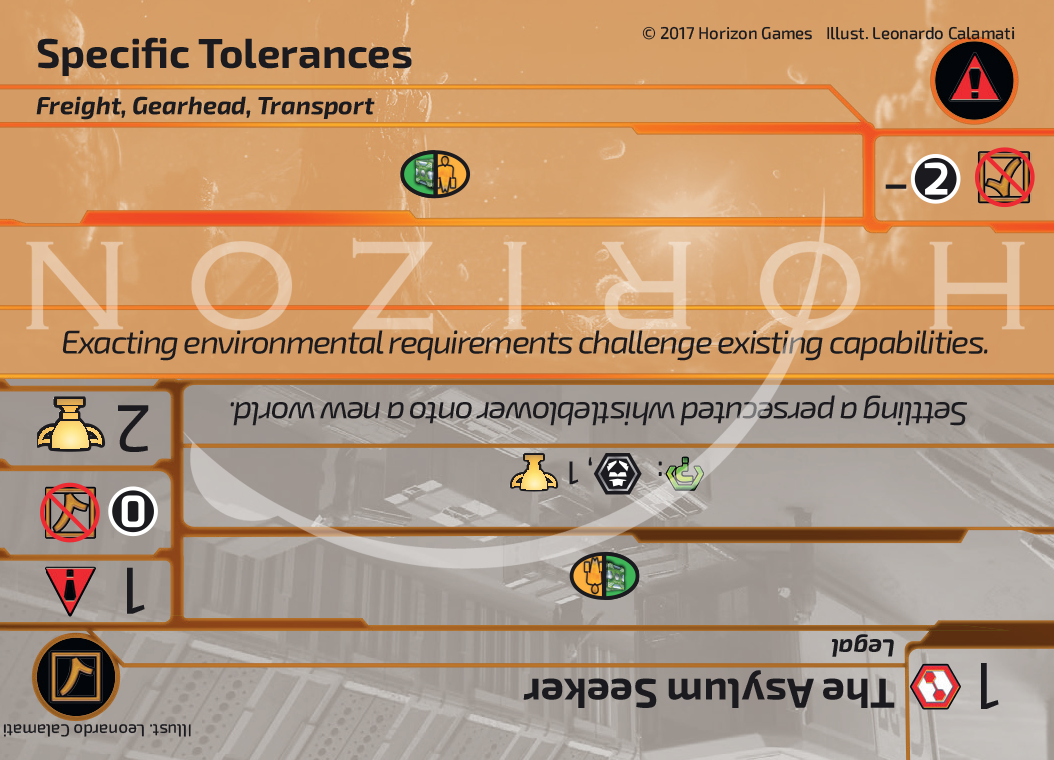 © 2017 Horizon Games Illust. Leonardo Calamati
Specific Tolerances
Freight, Gearhead, Transport
–2
HORIZON
Exacting environmental requirements challenge existing capabilities.
1
The Asylum Seeker
Legal
Illust. Leonardo Calamati
1
0
2
: , 1
Settling a persecuted whistleblower onto a new world.